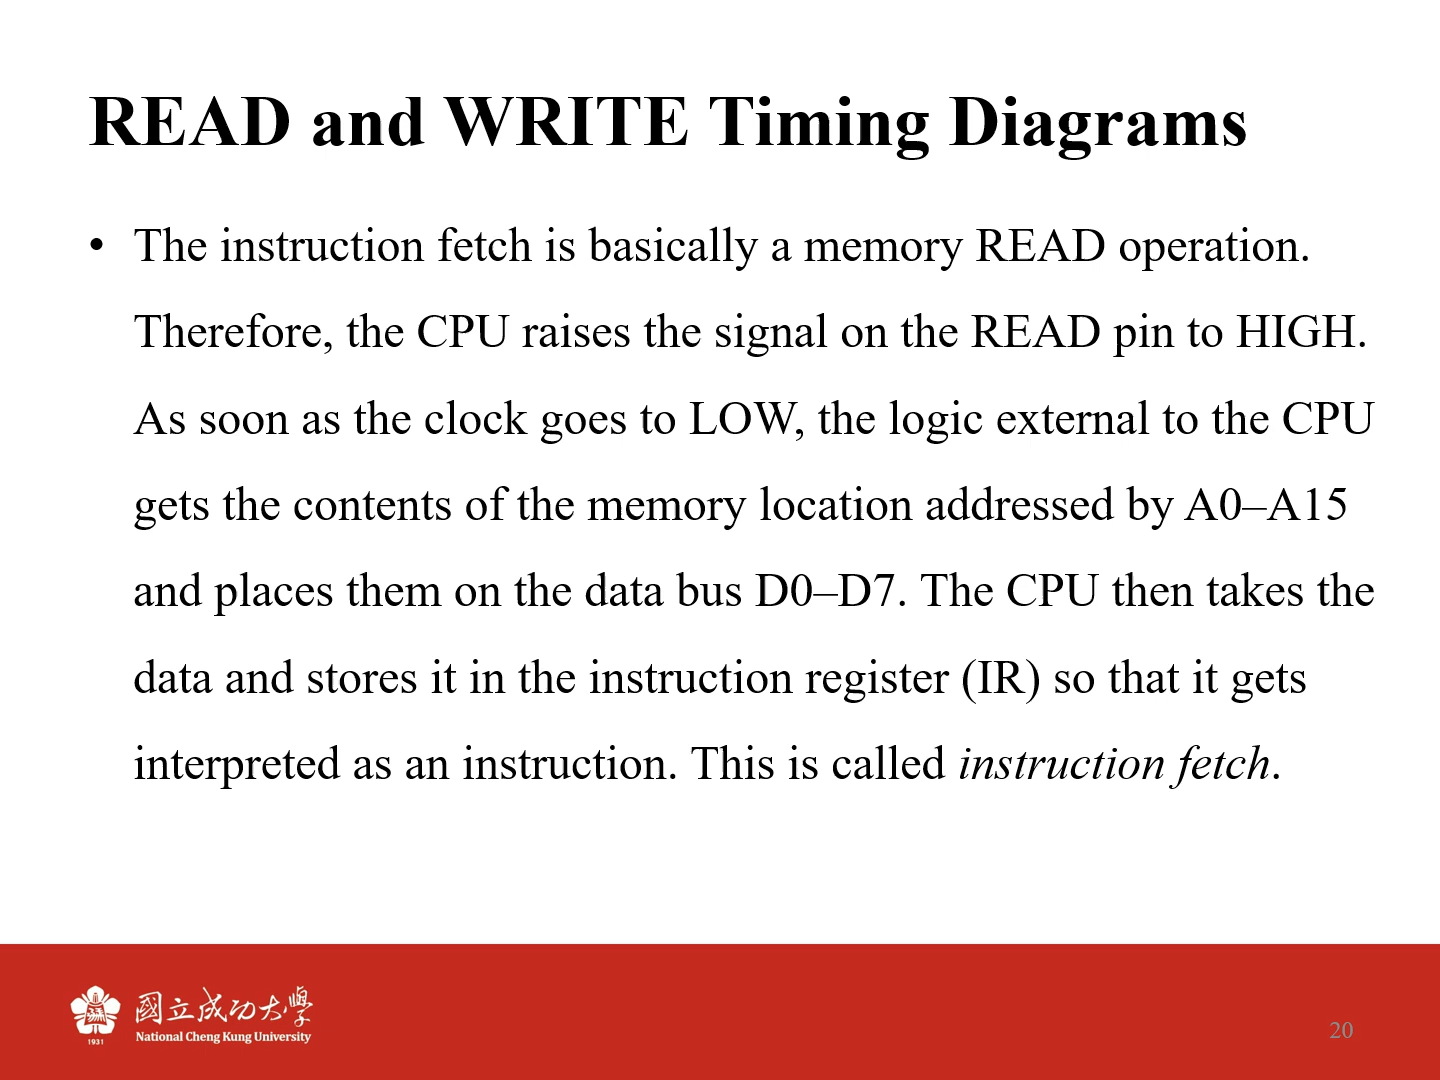 READ and WRITE Timing Diagrams
• The instruction fetch is basically a memory READ operation.
Therefore, the CPU raises the signal on the READ pin to HIGH.
As soon as the clock goes to LOW, the logic external to the CPU
gets the contents of the memory location addressed by A0–A15
and places them on the data bus D0–D7. The CPU then takes the
data and stores it in the instruction register (IR) so that it gets
interpreted as an instruction. This is called instruction fetch.
國立成功大學
National Cheng Kung University
1931
20